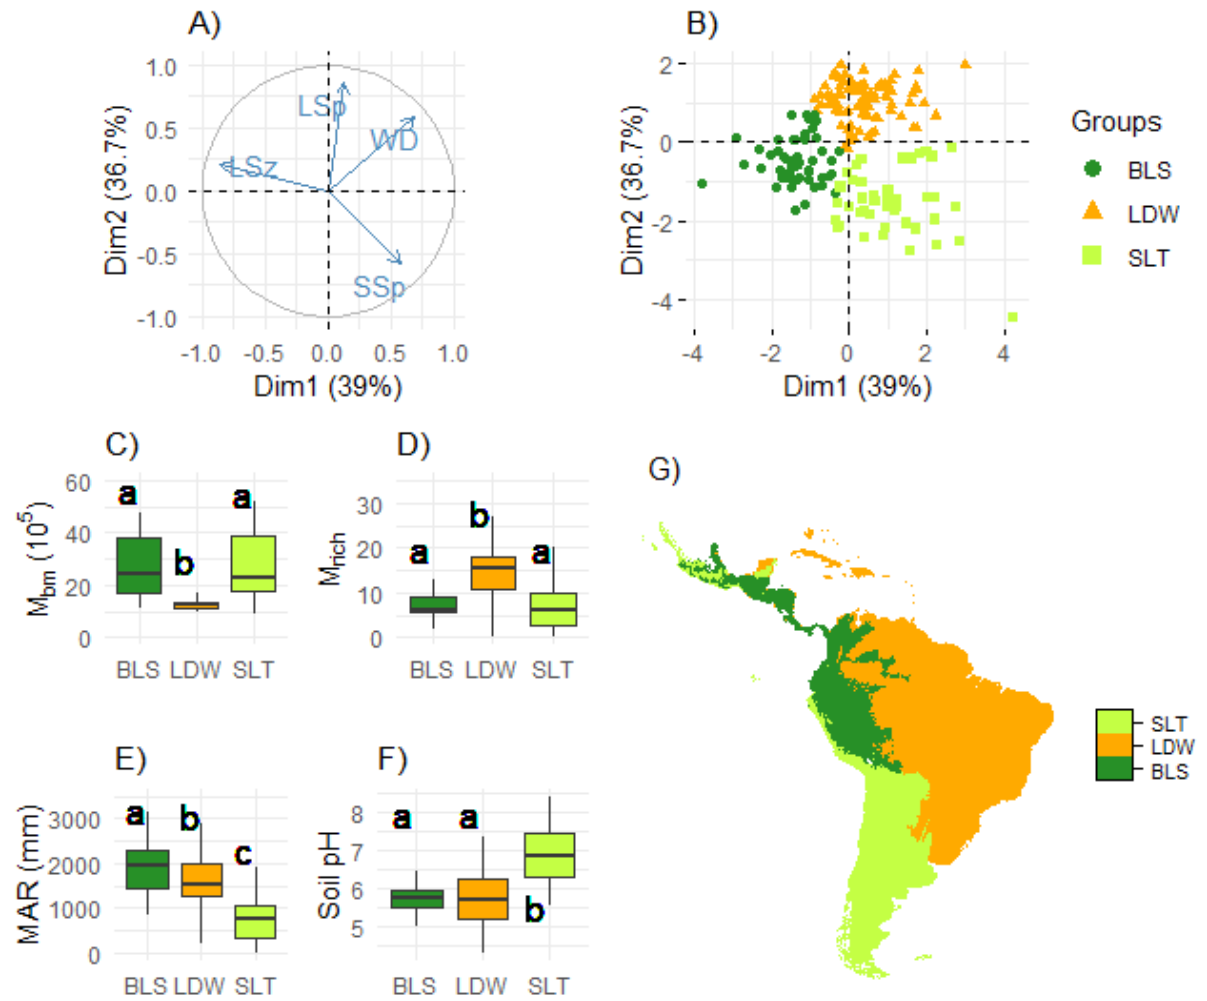 A)
1.0
0.5
0.0
-0.5
-1.0
Dim2 (36.7%)
LSp
WD
LSz
SSp
-1.0 -0.5 0.0 0.5 1.0
Dim1 (39%)
B)
2
0
-2
-4
Dim2 (36.7%)
-4 -2 0 2 4
Dim1 (39%)
Groups
BLS
LDW
SLT
C)
60
40
20
0
Mbm (10^5)
a
b
a
BLS LDW SLT
D)
30
20
10
0
Mrich
a
b
a
BLS LDW SLT
E)
3000
2000
1000
0
MAR (mm)
a
b
c
BLS LDW SLT
F)
8
7
6
5
Soil pH
a
a
b
BLS LDW SLT
G)
SLT
LDW
BLS